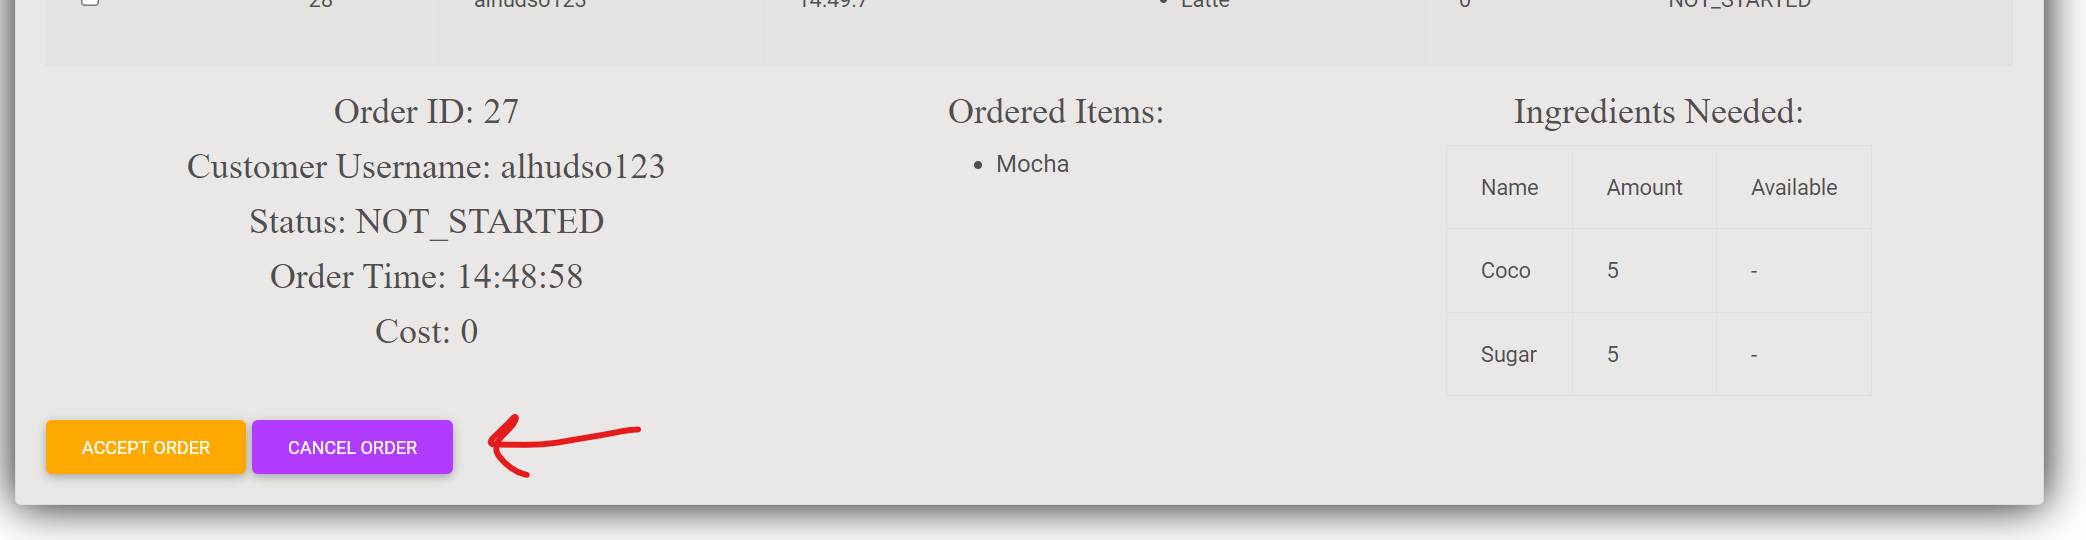 28 alhudso123 14:49:7 • Latte 0 NOT_STARTED
Order ID: 27
Customer Username: alhudso123
Status: NOT_STARTED
Order Time: 14:48:58
Cost: 0
Ordered Items:
• Mocha
Ingredients Needed:
Name Amount Available
Coco 5 -
Sugar 5 -
ACCEPT ORDER CANCEL ORDER